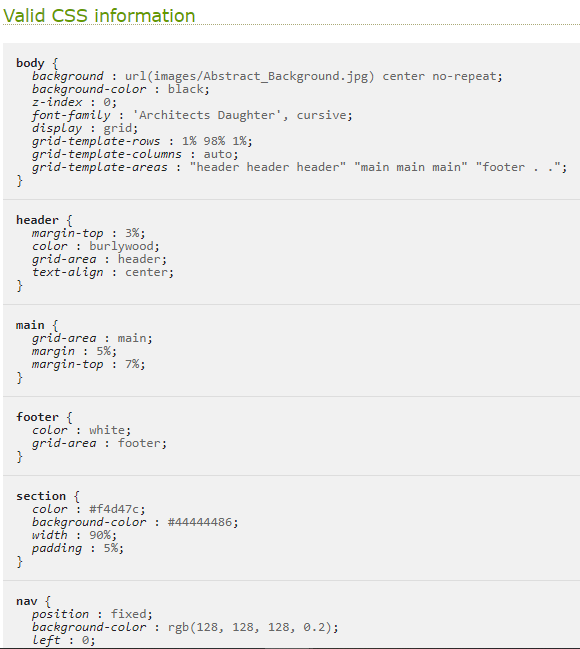 Valid CSS information
body {
background : url(images/Abstract_Background.jpg) center no-repeat;
background-color : black;
z-index : 0;
font-family : 'Architects Daughter', cursive;
display : grid;
grid-template-rows : 1% 98% 1%;
grid-template-columns : auto;
grid-template-areas : "header header header" "main main main" "footer . .";
}
header {
margin-top : 3%;
color : burlywood;
grid-area : header;
text-align : center;
}
main {
grid-area : main;
margin : 5%;
margin-top : 7%;
}
footer {
color : white;
grid-area : footer;
}
section {
color : #f4d47c;
background-color : #44444486;
width : 90%;
padding : 5%;
}
nav {
position : fixed;
background-color : rgb(128, 128, 128, 0.2);
left : 0;